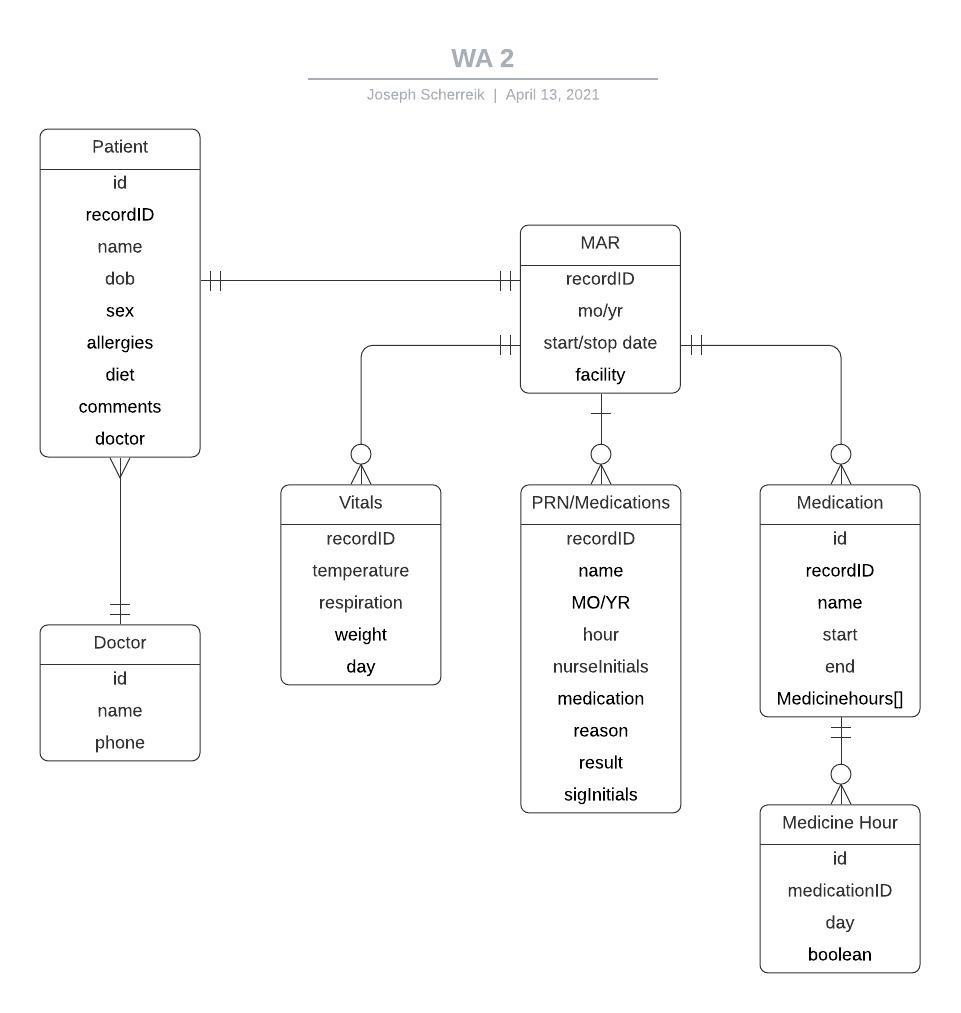 WA 2
Joseph Scherreik | April 13, 2021
Patient
id
recordID
name
dob
sex
allergies
diet
comments
doctor
MAR
recordID
mo/yr
start/stop date
facility
Vitals
recordID
temperature
respiration
weight
day
PRN/Medications
recordID
name
MO/YR
hour
nurseInitials
medication
reason
result
sigInitials
Medication
id
recordID
name
start
end
Medicinehours[]
Doctor
id
name
phone
Medicine Hour
id
medicationID
day
boolean